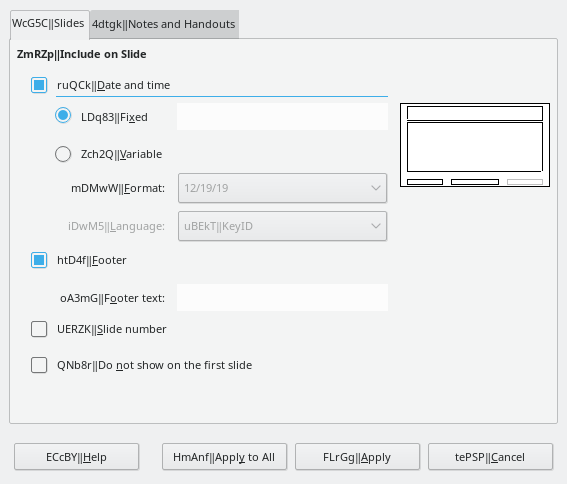 WcG5C||Slides 4dtgk||Notes and Handouts
ZmRZp||Include on Slide
ruQCk||Date and time
LDq83||Fixed
Zch2Q||Variable
mDMwW||Format: 12/19/19
iDwM5||Language: uBEkT||KeyID
htD4f||Footer
oA3mG||Footer text:
UERZK||Slide number
QNb8r||Do not show on the first slide
ECcBY||Help HmAnf||Apply to All FLrGg||Apply tePSP||Cancel